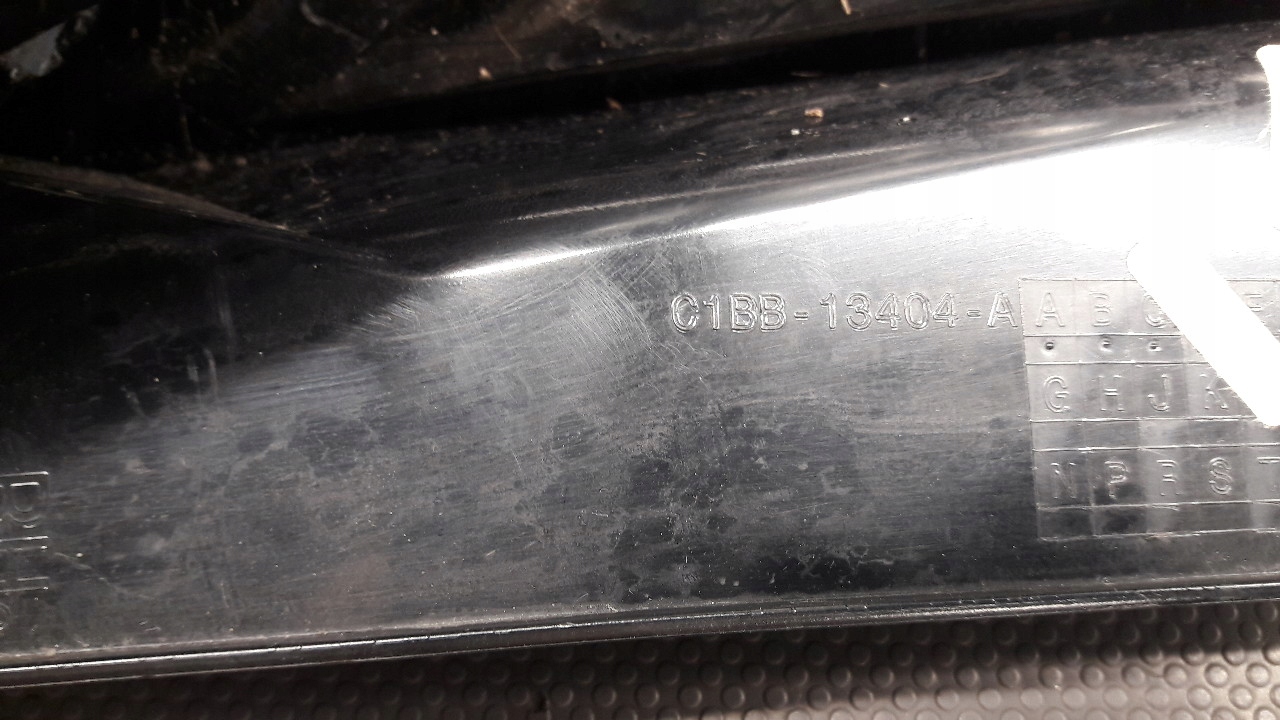 C1BB-13404-A A B C E
G H J K
N P R S T